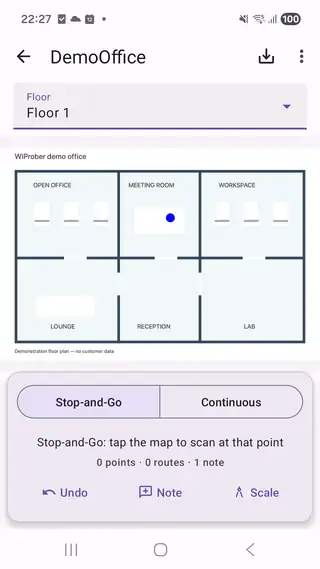 22:27
100
DemoOffice
Floor
Floor 1
WiProber demo office
OPEN OFFICE
MEETING ROOM
WORKSPACE
LOUNGE
RECEPTION
LAB
Demonstration floor plan — no customer data
Stop-and-Go
Continuous
Stop-and-Go: tap the map to scan at that point
0 points · 0 routes · 1 note
Undo
Note
Scale